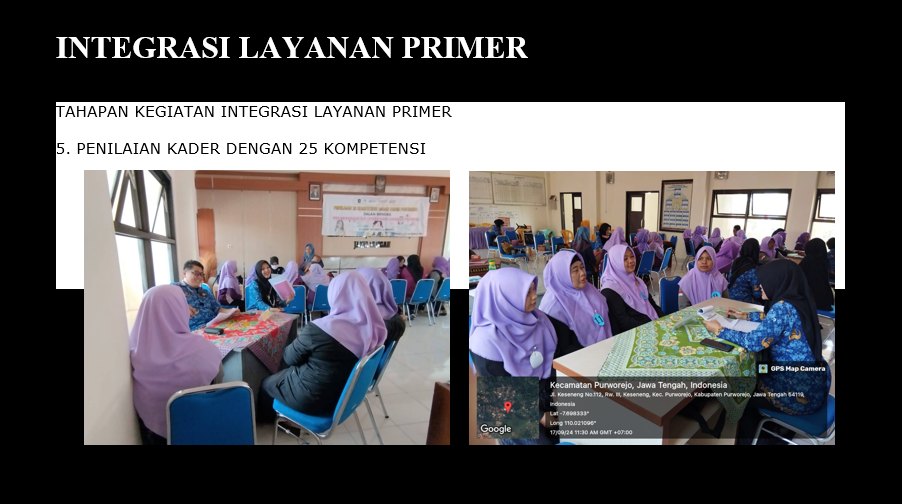 INTEGRASI LAYANAN PRIMER
TAHAPAN KEGIATAN INTEGRASI LAYANAN PRIMER
5. PENILAIAN KADER DENGAN 25 KOMPETENSI
GPS Map Camera
Kecamatan Purworejo, Jawa Tengah, Indonesia
Jl. Keseneng No.112, Rw. III, Keseneng, Kec. Purworejo, Kabupaten Purworejo, Jawa Tengah 54119,
Indonesia
Lat -7.698333°
Long 110.021096°
17/09/24 11:30 AM GMT +07:00
Google